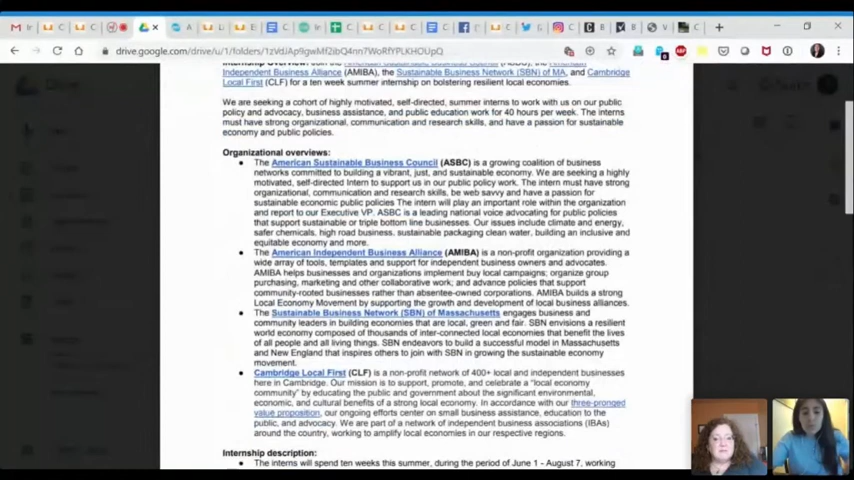 drive.google.com/drive/u/1/folders/1zVdJAp9gwMf2ibQ4nn7WoRfYPLKHOUpQ
Independent Business Alliance (AMIBA), the Sustainable Business Network (SBN) of MA, and Cambridge
Local First (CLF) for a ten week summer internship on bolstering resilient local economies.
We are seeking a cohort of highly motivated, self-directed, summer interns to work with us on our public
policy and advocacy, business assistance, and public education work for 40 hours per week. The interns
must have strong organizational, communication and research skills, and have a passion for sustainable
economy and public policies.
Organizational overviews:
● The American Sustainable Business Council (ASBC) is a growing coalition of business
networks committed to building a vibrant, just, and sustainable economy. We are seeking a highly
motivated, self-directed Intern to support us in our public policy work. The intern must have strong
organizational, communication and research skills, be web savvy and have a passion for
sustainable economic public policies The intern will play an important role within the organization
and report to our Executive VP. ASBC is a leading national voice advocating for public policies
that support sustainable or triple bottom line businesses. Our issues include climate and energy,
safer chemicals, high road business, sustainable packaging clean water, building an inclusive and
equitable economy and more.
● The American Independent Business Alliance (AMIBA) is a non-profit organization providing a
wide array of tools, templates and support for independent business owners and advocates.
AMIBA helps businesses and organizations implement buy local campaigns; organize group
purchasing, marketing and other collaborative work; and advance policies that support
community-rooted businesses rather than absentee-owned corporations. AMIBA builds a strong
Local Economy Movement by supporting the growth and development of local business alliances.
● The Sustainable Business Network (SBN) of Massachusetts engages business and
community leaders in building economies that are local, green and fair. SBN envisions a resilient
world economy composed of thousands of inter-connected local economies that benefit the lives
of all people and all living things. SBN endeavors to build a successful model in Massachusetts
and New England that inspires others to join with SBN in growing the sustainable economy
movement.
● Cambridge Local First (CLF) is a non-profit network of 400+ local and independent businesses
here in Cambridge. Our mission is to support, promote, and celebrate a "local economy
community" by educating the public and government about the significant environmental,
economic, and cultural benefits of a strong local economy. In accordance with our three-pronged
value proposition, our ongoing efforts center on small business assistance, education to the
public, and advocacy. We are part of a network of independent business associations (IBAs)
around the country, working to amplify local economies in our respective regions.
Internship description:
● The interns will spend ten weeks this summer, during the period of June 1 - August 7, working